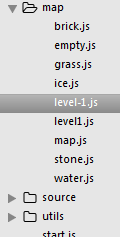 map
brick.js
empty.js
grass.js
ice.js
level-1.js
level1.js
map.js
stone.js
water.js
source
utils
start.js